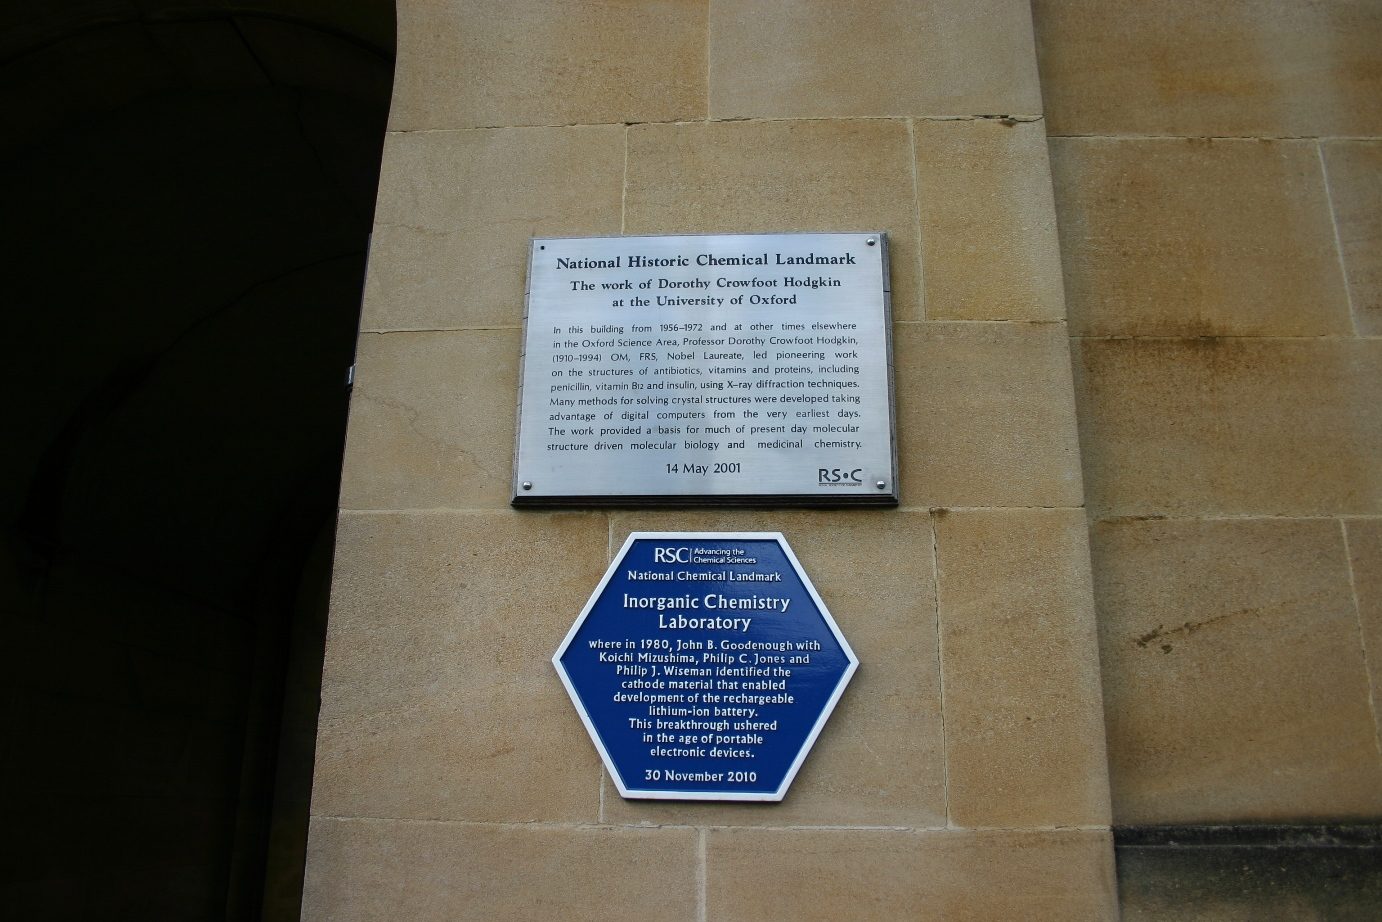 National Historic Chemical Landmark
The work of Dorothy Crowfoot Hodgkin
at the University of Oxford
In this building from 1956–1972 and at other times elsewhere
in the Oxford Science Area, Professor Dorothy Crowfoot Hodgkin,
(1910–1994) OM, FRS, Nobel Laureate, led pioneering work
on the structures of antibiotics, vitamins and proteins, including
penicillin, vitamin B12 and insulin, using X–ray diffraction techniques.
Many methods for solving crystal structures were developed taking
advantage of digital computers from the very earliest days.
The work provided a basis for much of present day molecular
structure driven molecular biology and medicinal chemistry.
14 May 2001
RS•C
RSC Advancing the
Chemical Sciences
National Chemical Landmark
Inorganic Chemistry
Laboratory
where in 1980, John B. Goodenough with
Koichi Mizushima, Philip C. Jones and
Philip J. Wiseman identified the
cathode material that enabled
development of the rechargeable
lithium-ion battery.
This breakthrough ushered
in the age of portable
electronic devices.
30 November 2010